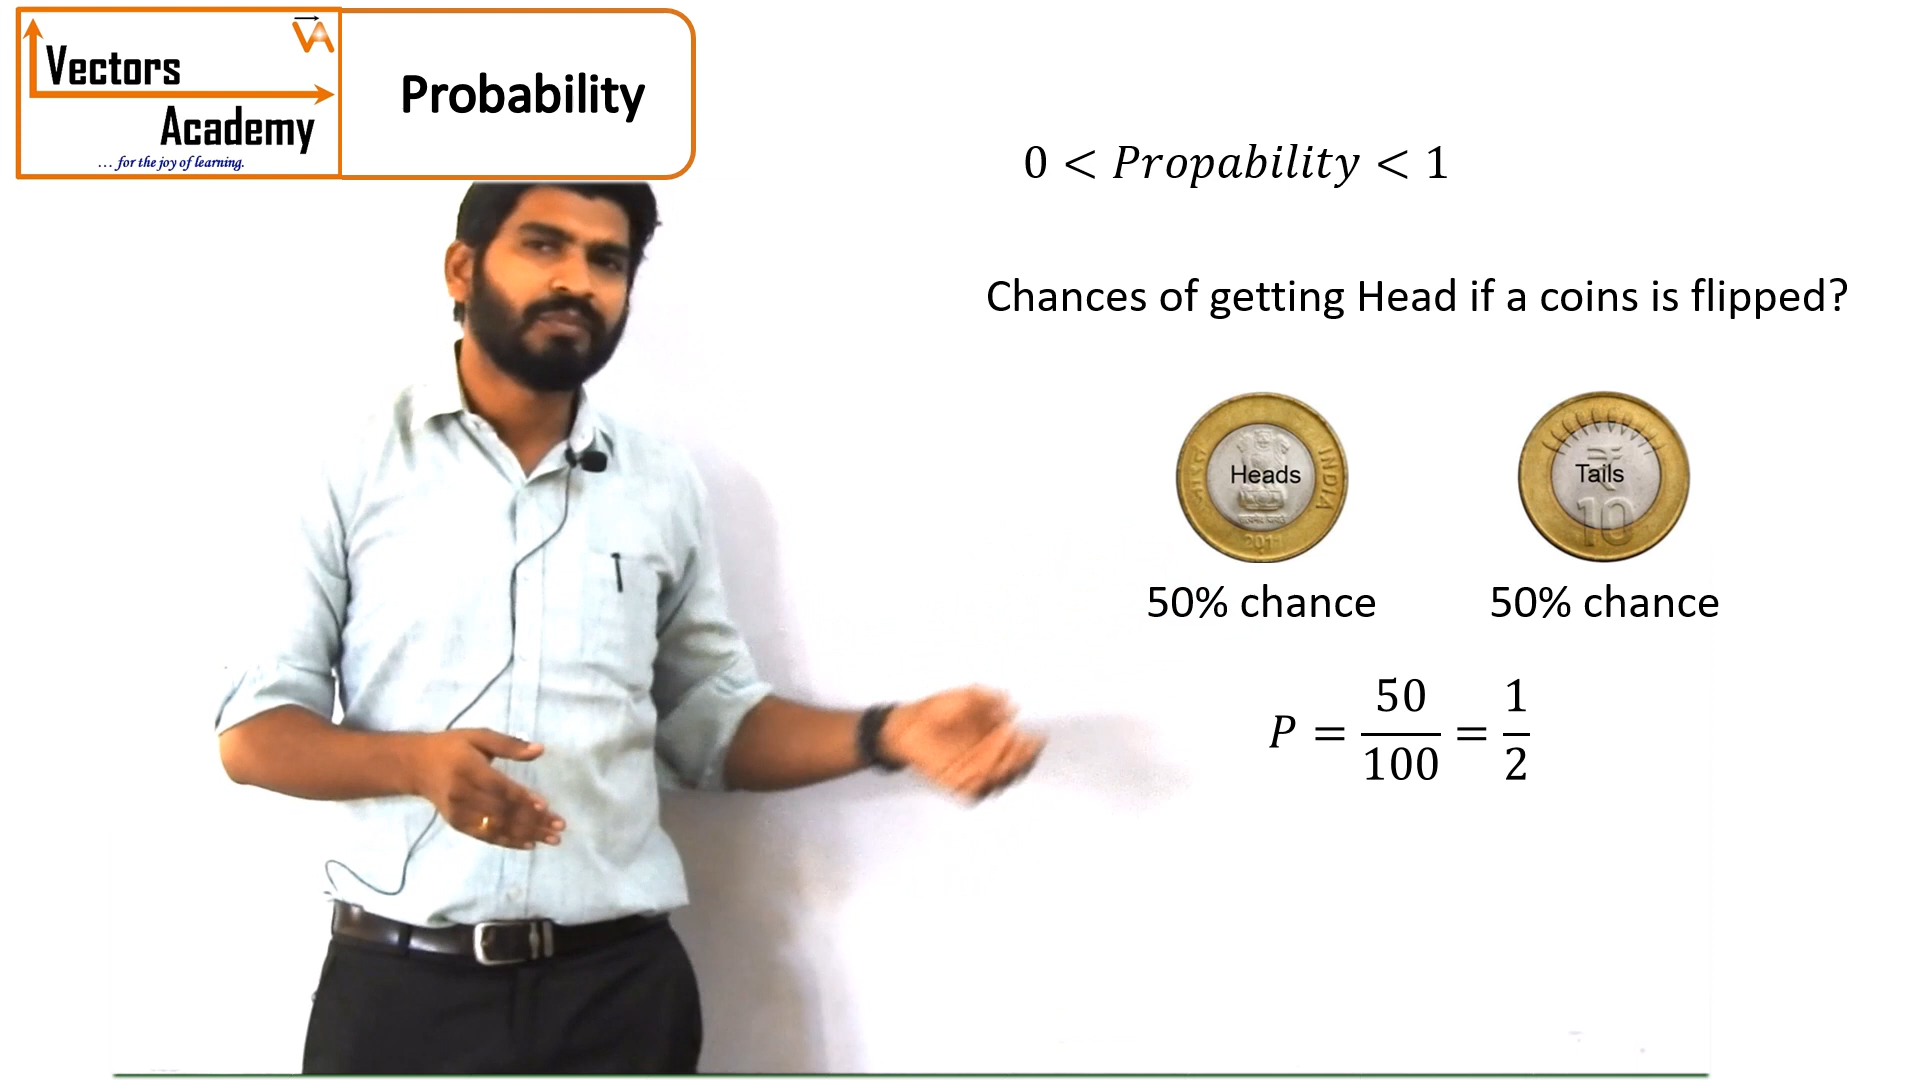 Vectors
Academy
... for the joy of learning.
VA
Probability
0 < Propability < 1
Chances of getting Head if a coins is flipped?
Heads
INDIA
2011
Tails
₹
10
50% chance
50% chance
P = 50/100 = 1/2